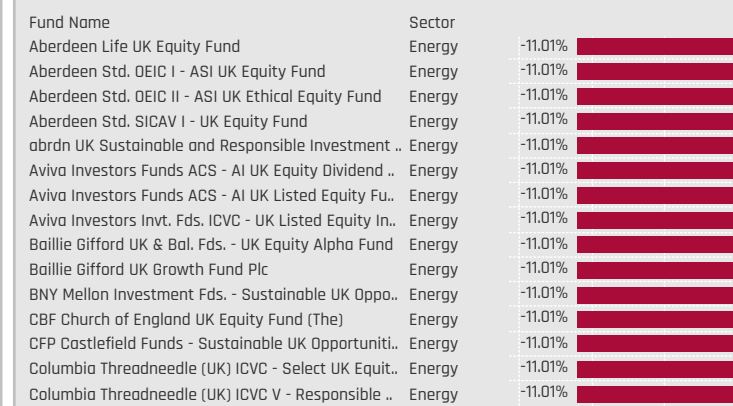 Fund Name Sector
Aberdeen Life UK Equity Fund Energy -11.01%
Aberdeen Std. OEIC I - ASI UK Equity Fund Energy -11.01%
Aberdeen Std. OEIC II - ASI UK Ethical Equity Fund Energy -11.01%
Aberdeen Std. SICAV I - UK Equity Fund Energy -11.01%
abrdn UK Sustainable and Responsible Investment .. Energy -11.01%
Aviva Investors Funds ACS - AI UK Equity Dividend .. Energy -11.01%
Aviva Investors Funds ACS - AI UK Listed Equity Fu.. Energy -11.01%
Aviva Investors Invt. Fds. ICVC - UK Listed Equity In.. Energy -11.01%
Baillie Gifford UK & Bal. Fds. - UK Equity Alpha Fund Energy -11.01%
Baillie Gifford UK Growth Fund Plc Energy -11.01%
BNY Mellon Investment Fds. - Sustainable UK Oppo.. Energy -11.01%
CBF Church of England UK Equity Fund (The) Energy -11.01%
CFP Castlefield Funds - Sustainable UK Opportuniti.. Energy -11.01%
Columbia Threadneedle (UK) ICVC - Select UK Equit.. Energy -11.01%
Columbia Threadneedle (UK) ICVC V - Responsible .. Energy -11.01%